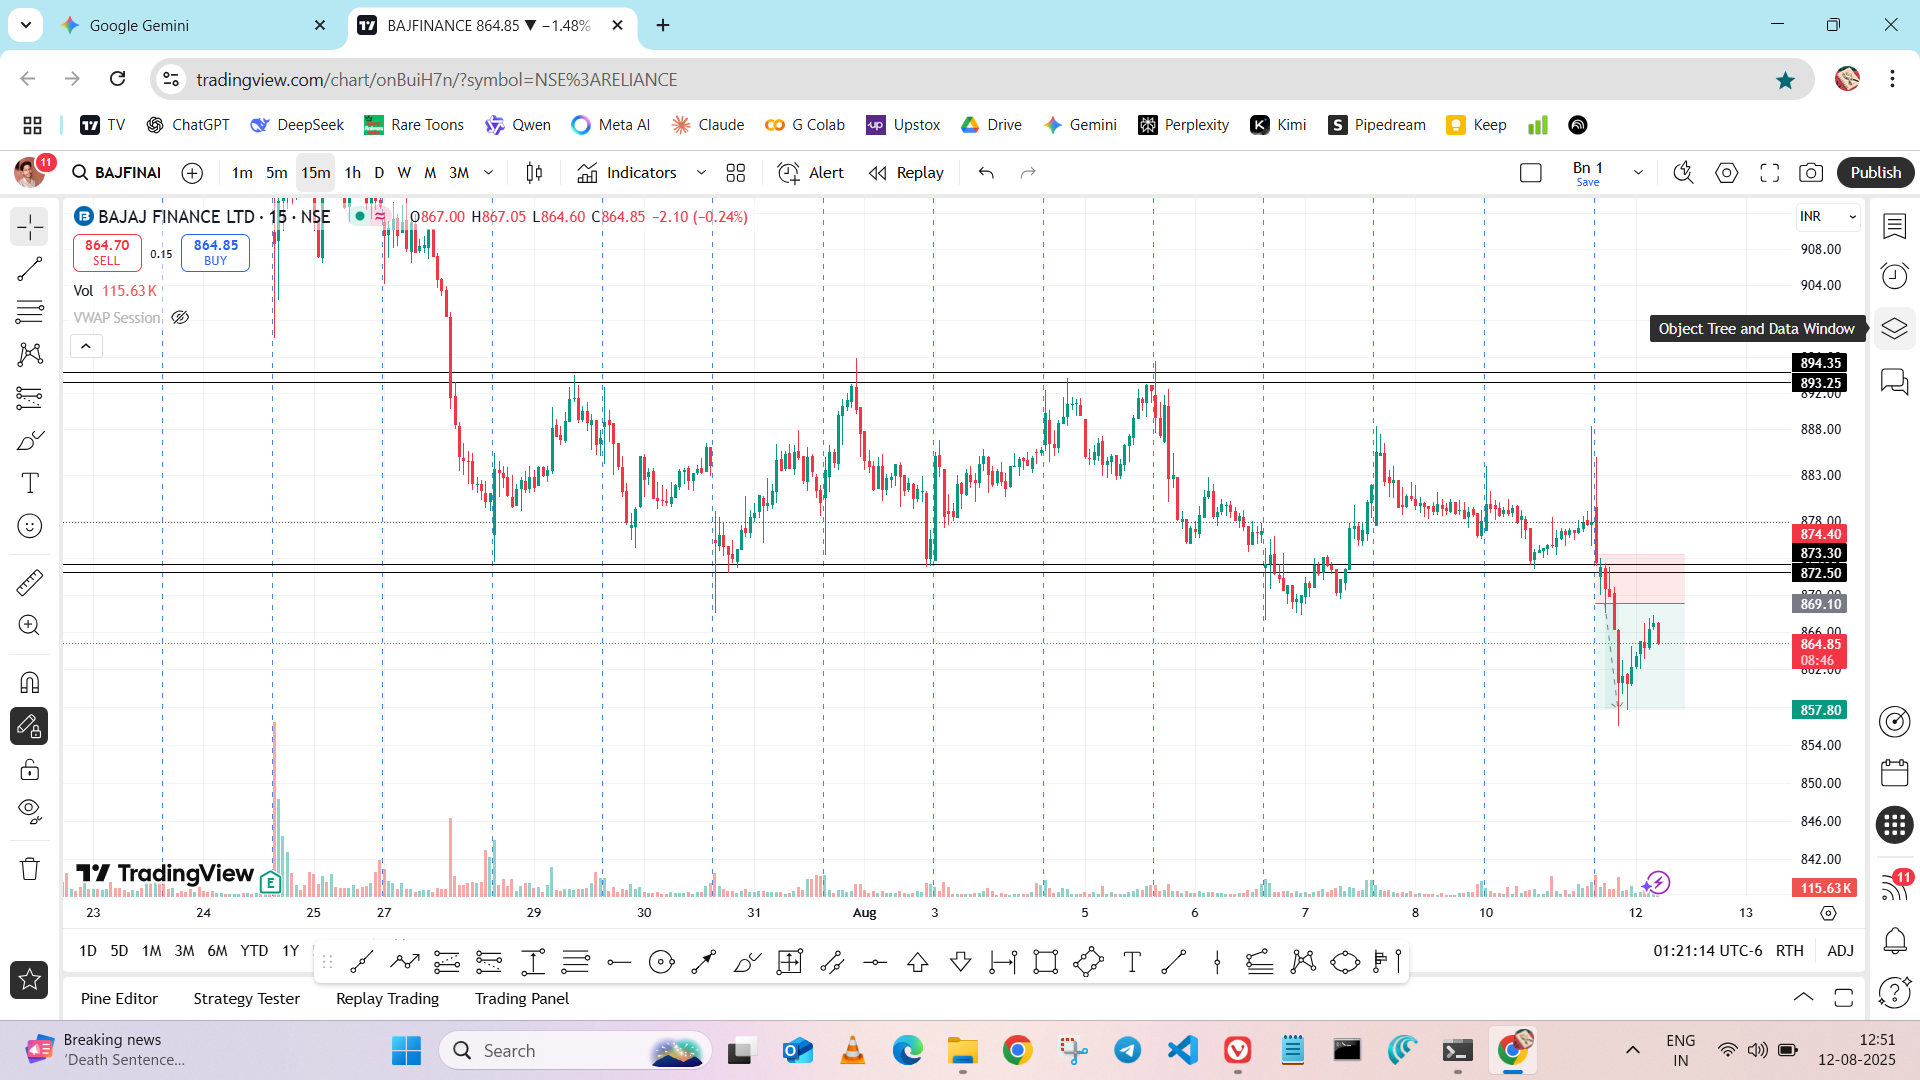 Google Gemini
BAJFINANCE 864.85 ▼ −1.48%
tradingview.com/chart/onBuiH7n/?symbol=NSE%3ARELIANCE
TV
ChatGPT
DeepSeek
Rare Toons
Qwen
Meta AI
Claude
G Colab
Upstox
Drive
Gemini
Perplexity
Kimi
Pipedream
Keep
11
BAJFINAI
1m 5m 15m 1h D W M 3M
Indicators
Alert
Replay
Bn 1
Save
Publish
BAJAJ FINANCE LTD · 15 · NSE
O867.00 H867.05 L864.60 C864.85 −2.10 (−0.24%)
864.70
SELL
0.15
864.85
BUY
Vol 115.63 K
VWAP Session
INR
908.00
904.00
Object Tree and Data Window
894.35
893.25
892.00
888.00
883.00
878.00
874.40
873.30
872.50
869.10
866.00
864.85
08:46
862.00
857.80
854.00
850.00
846.00
842.00
115.63 K
11
TradingView
E
23 24 25 27 29 30 31 Aug 3 5 6 7 8 10 12 13
1D 5D 1M 3M 6M YTD 1Y
01:21:14 UTC-6 RTH ADJ
Pine Editor
Strategy Tester
Replay Trading
Trading Panel
Breaking news
'Death Sentence...
Search
ENG
IN
12:51
12-08-2025